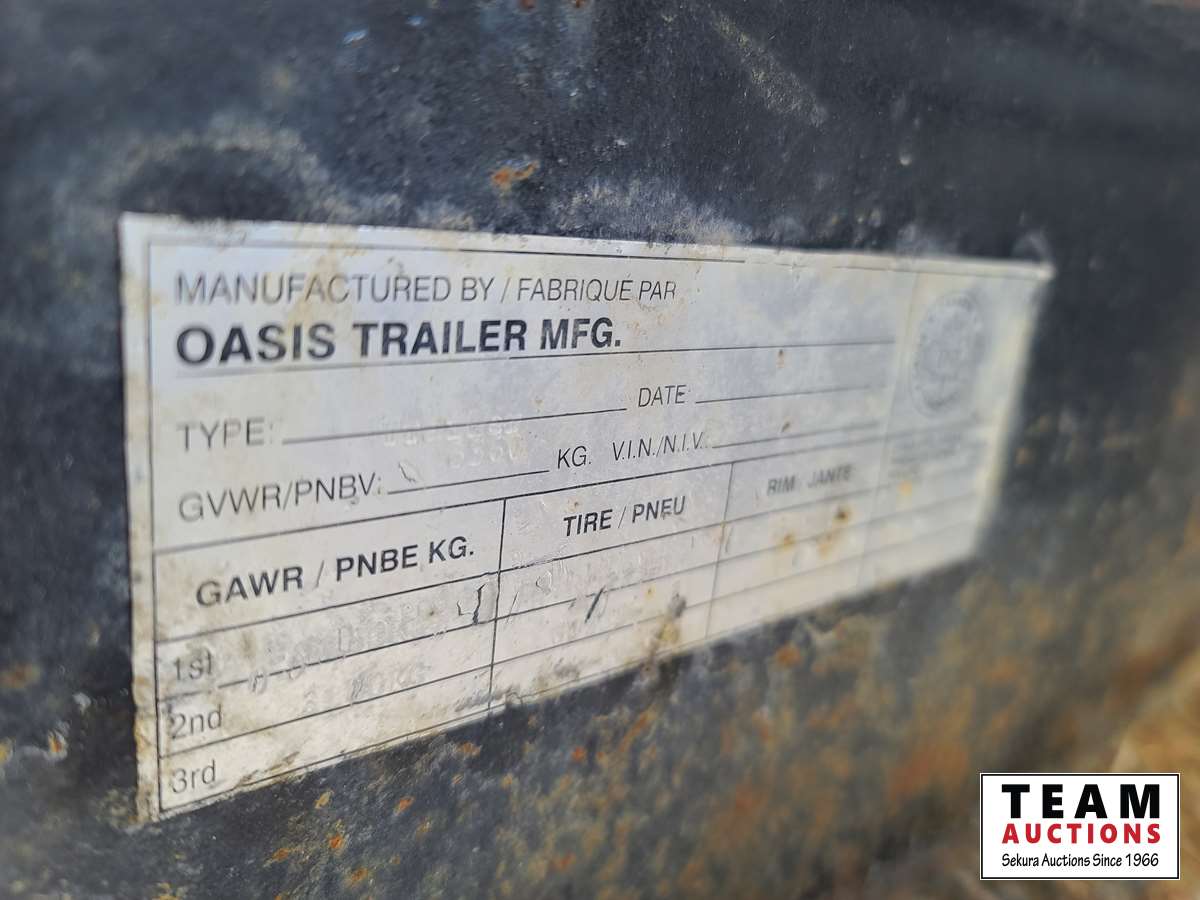 MANUFACTURED BY / FABRIQUÉ PAR
OASIS TRAILER MFG.
TYPE: DATE:
GVWR/PNBV: KG. V.I.N./N.I.V.
GAWR / PNBE KG. TIRE / PNEU RIM / JANTE
1st
2nd
3rd
TEAM
AUCTIONS
Sekura Auctions Since 1966